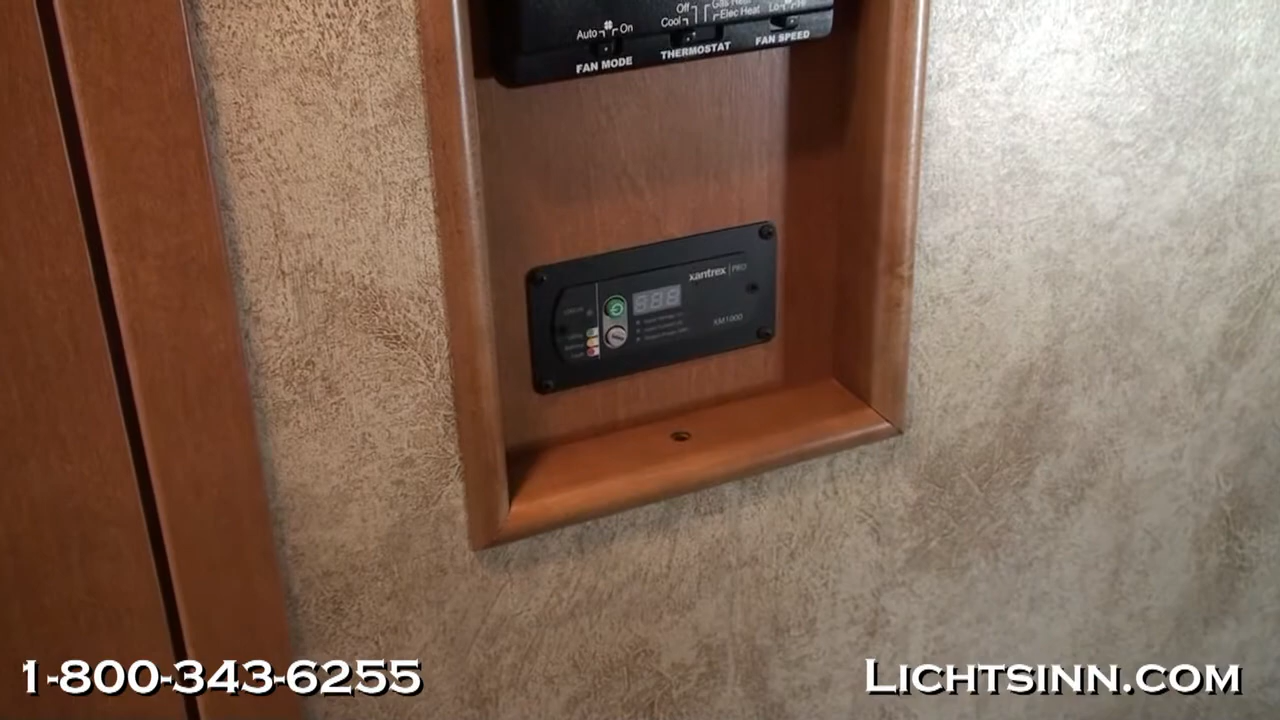 Off Gas Heat
Cool Elec Heat Lo Hi
Auto On
FAN MODE THERMOSTAT FAN SPEED
xantrex PRO
XM1000
1-800-343-6255 LICHTSINN.COM